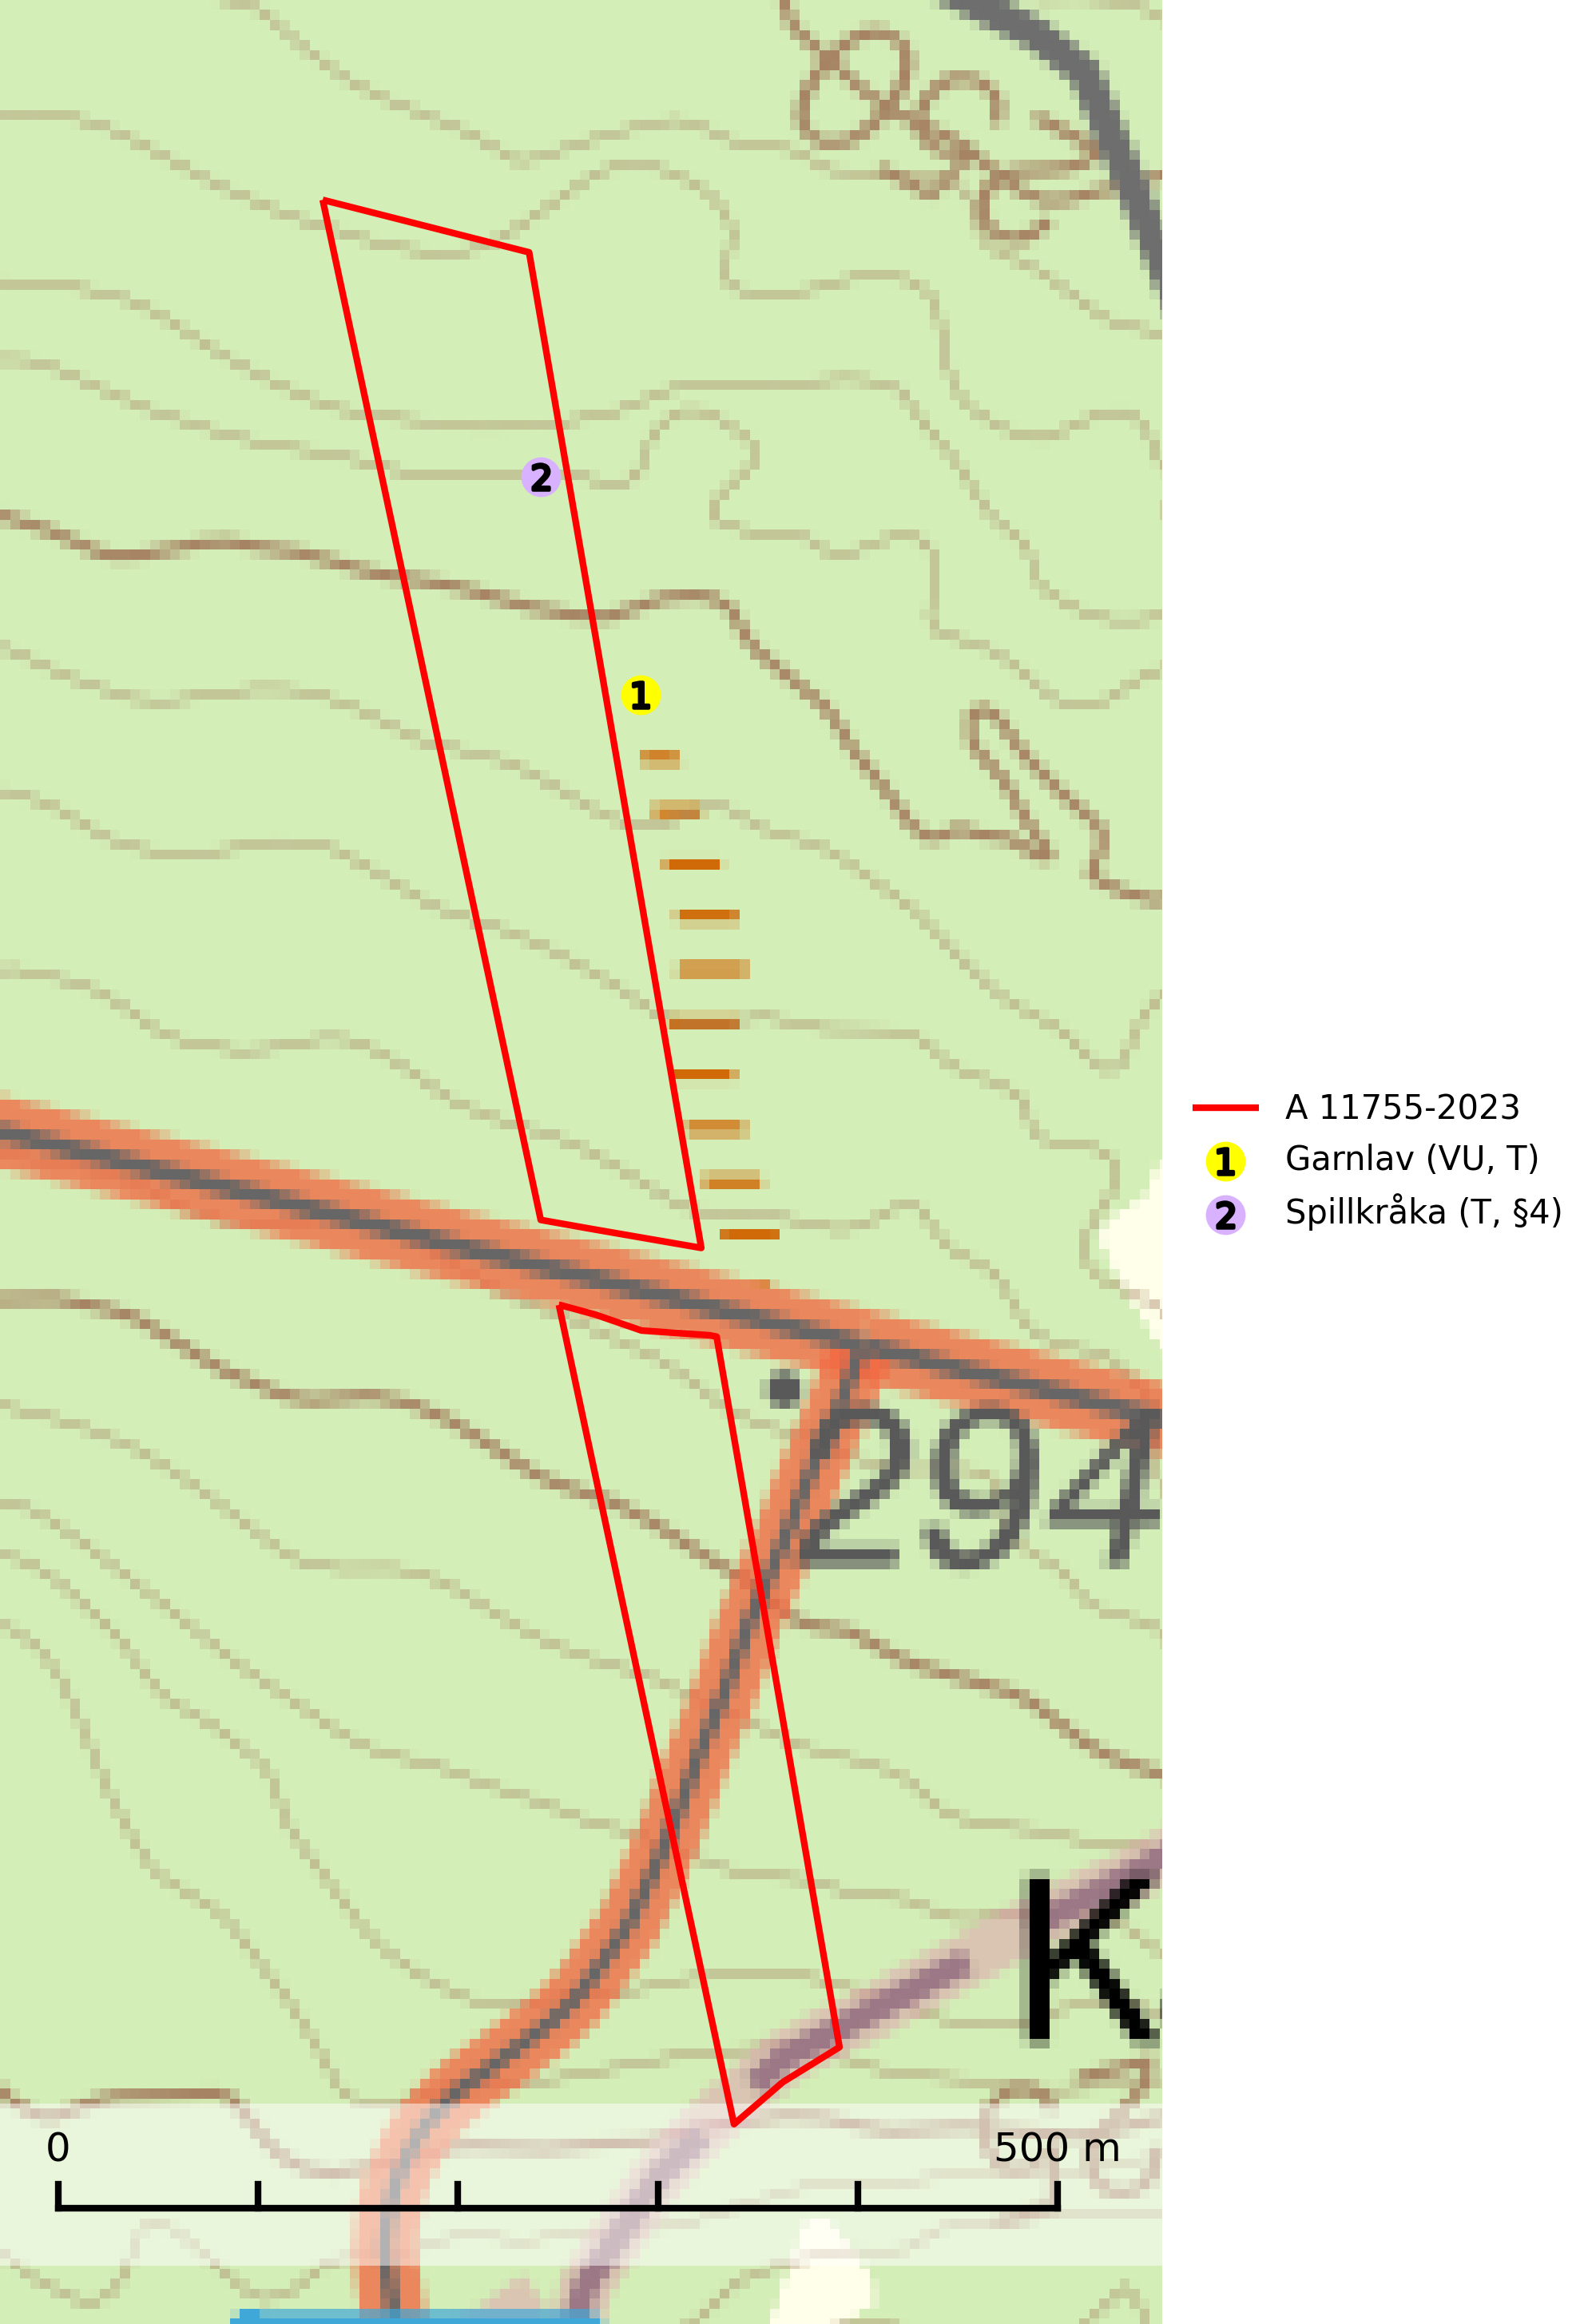 2
1
A 11755-2023
1 Garnlav (VU, T)
2 Spillkråka (T, §4)
294
K
0 500 m